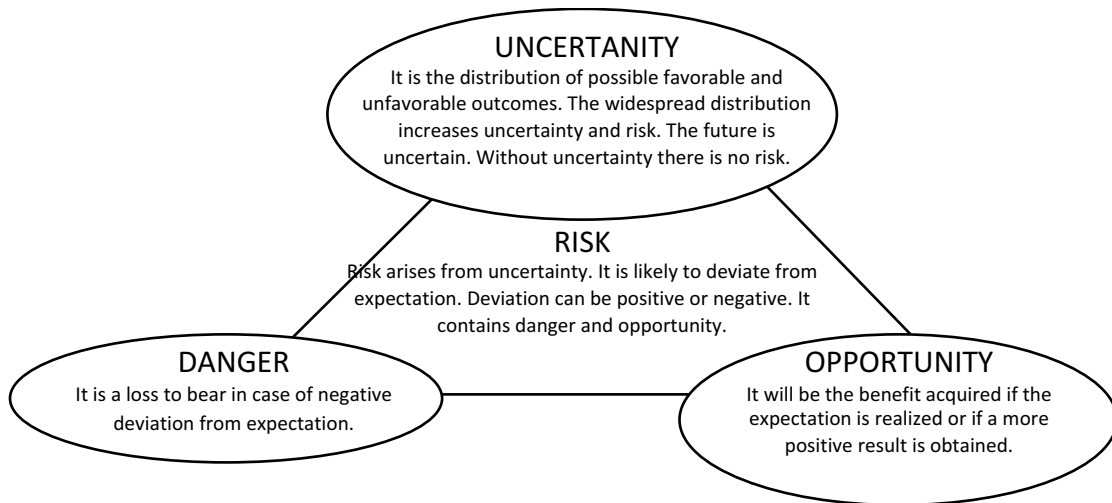 UNCERTANITY
It is the distribution of possible favorable and
unfavorable outcomes. The widespread distribution
increases uncertainty and risk. The future is
uncertain. Without uncertainty there is no risk.
RISK
Risk arises from uncertainty. It is likely to deviate from
expectation. Deviation can be positive or negative. It
contains danger and opportunity.
DANGER
It is a loss to bear in case of negative
deviation from expectation.
OPPORTUNITY
It will be the benefit acquired if the
expectation is realized or if a more
positive result is obtained.